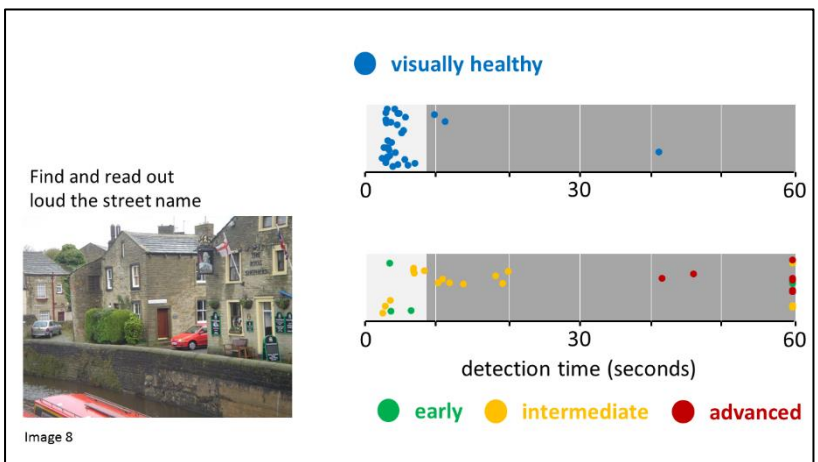 visually healthy
0 30 60
Find and read out
loud the street name
0 30 60
detection time (seconds)
early intermediate advanced
Image 8